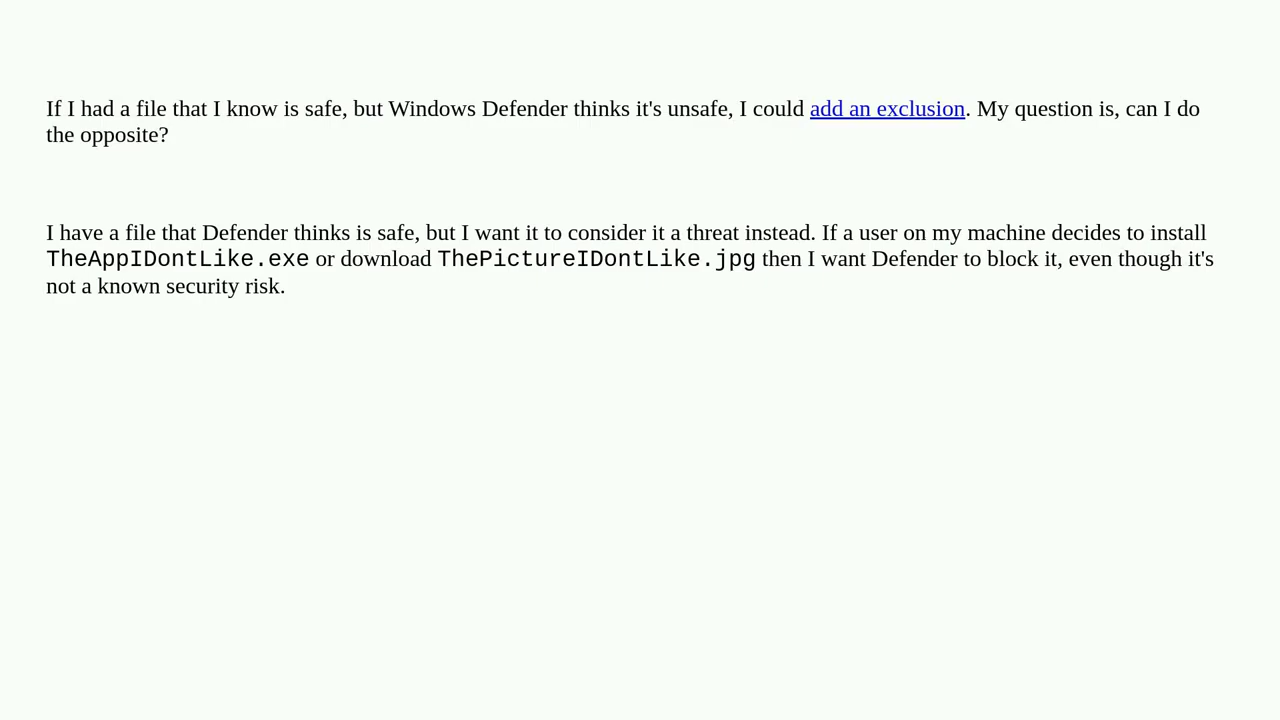 If I had a file that I know is safe, but Windows Defender thinks it's unsafe, I could add an exclusion. My question is, can I do
the opposite?
I have a file that Defender thinks is safe, but I want it to consider it a threat instead. If a user on my machine decides to install
TheAppIDontLike.exe or download ThePictureIDontLike.jpg then I want Defender to block it, even though it's
not a known security risk.